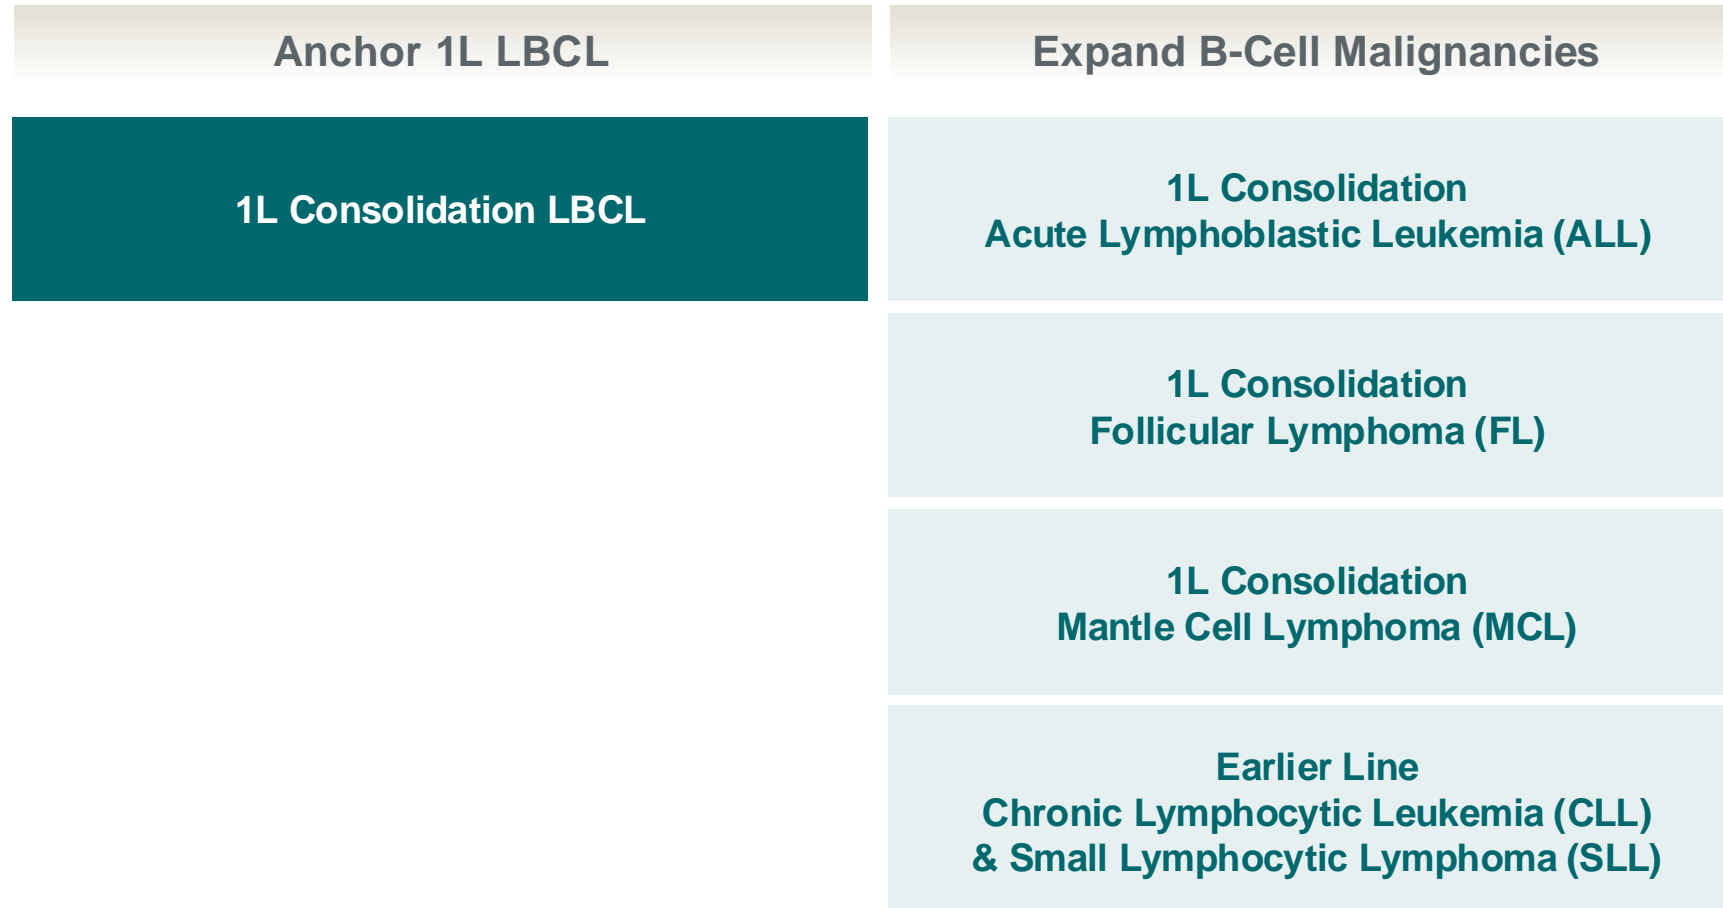 Anchor 1L LBCL
Expand B-Cell Malignancies
1L Consolidation LBCL
1L Consolidation
Acute Lymphoblastic Leukemia (ALL)
1L Consolidation
Follicular Lymphoma (FL)
1L Consolidation
Mantle Cell Lymphoma (MCL)
Earlier Line
Chronic Lymphocytic Leukemia (CLL)
& Small Lymphocytic Lymphoma (SLL)